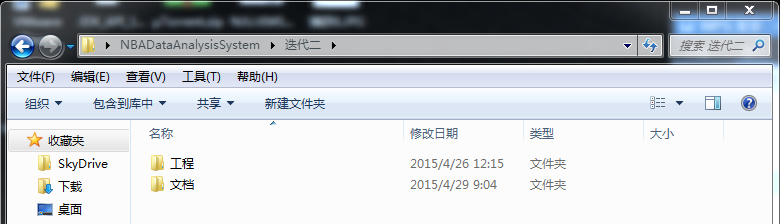 NBADataAnalysisSystem 迭代二
搜索 迭代二
文件(F) 编辑(E) 查看(V) 工具(T) 帮助(H)
组织 包含到库中 共享 新建文件夹
收藏夹
SkyDrive
下载
桌面
名称 修改日期 类型 大小
工程 2015/4/26 12:15 文件夹
文档 2015/4/29 9:04 文件夹